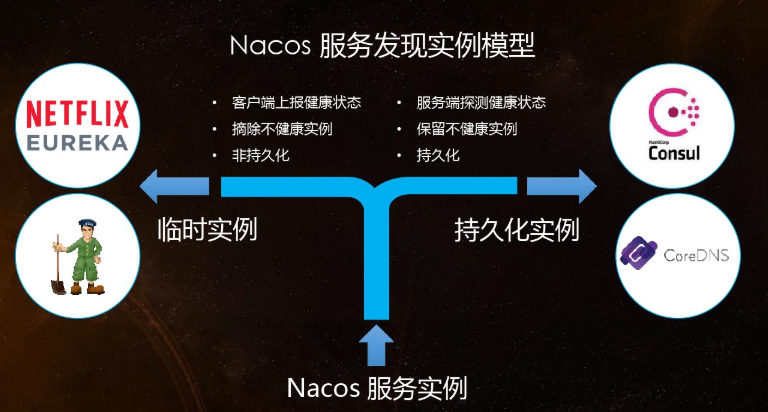 Nacos 服务发现实例模型
NETFLIX
EUREKA
• 客户端上报健康状态
• 摘除不健康实例
• 非持久化
• 服务端探测健康状态
• 保留不健康实例
• 持久化
HashiCorp
Consul
临时实例
持久化实例
CoreDNS
Nacos 服务实例